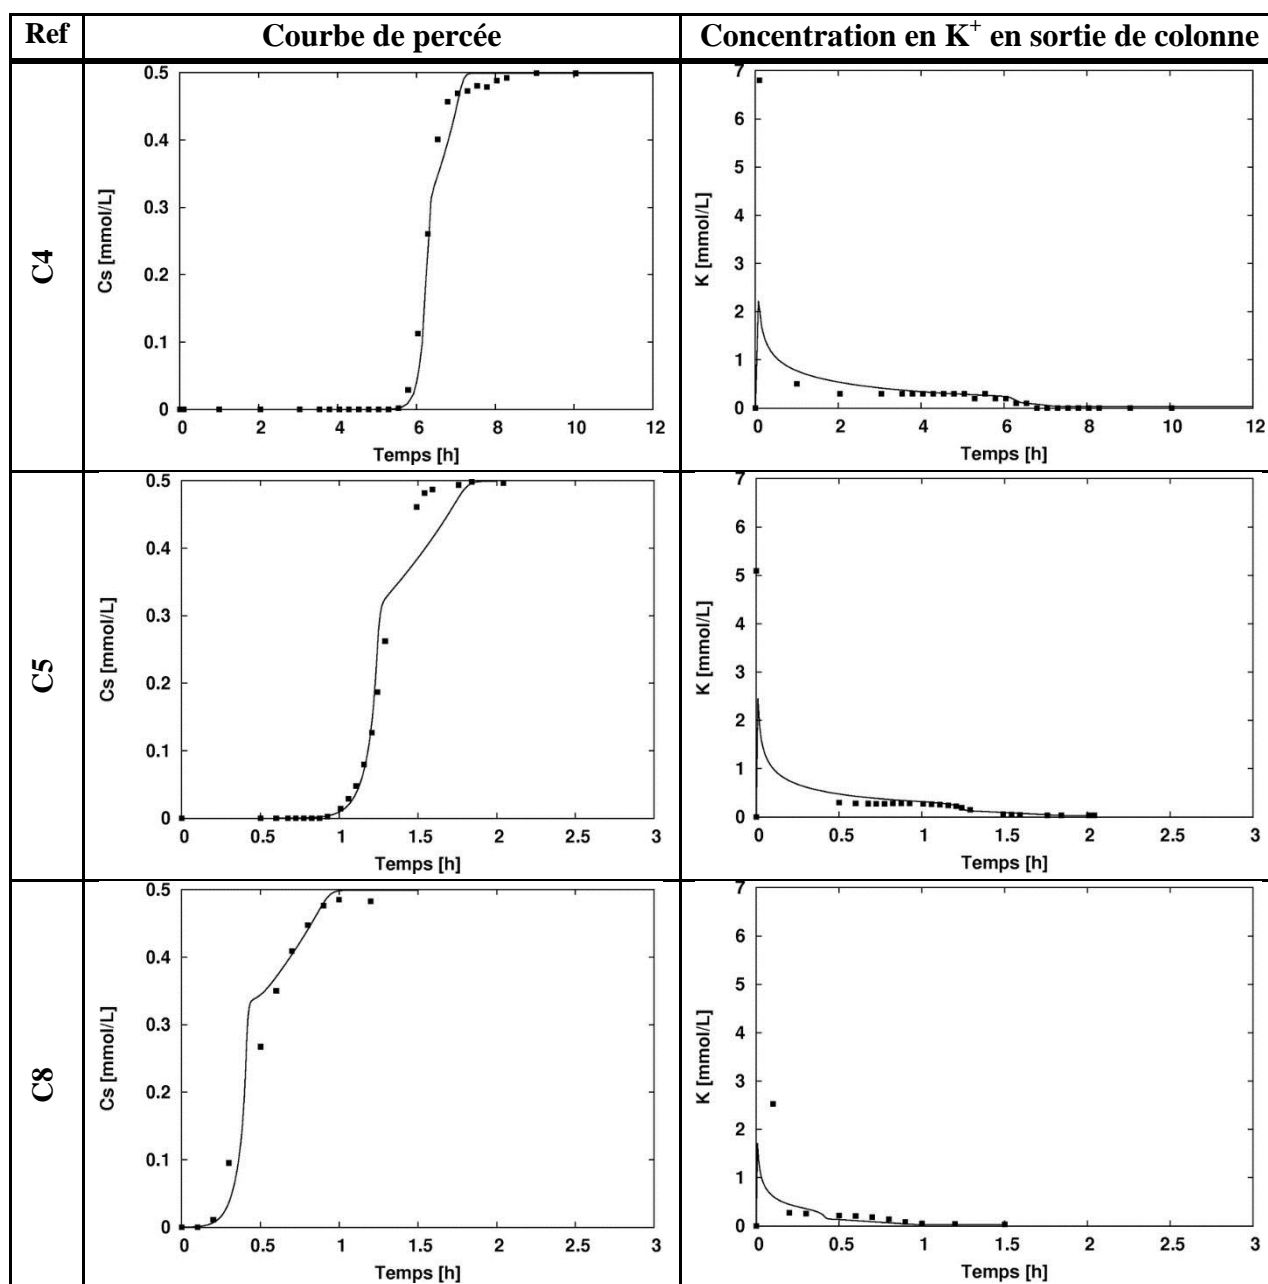 Ref Courbe de percée Concentration en K+ en sortie de colonne
C4
0.5
0.4
0.3
0.2
0.1
0
Cs [mmol/L]
0 2 4 6 8 10 12
Temps [h]
7
6
5
4
3
2
1
0
K [mmol/L]
0 2 4 6 8 10 12
Temps [h]
C5
0.5
0.4
0.3
0.2
0.1
0
Cs [mmol/L]
0 0.5 1 1.5 2 2.5 3
Temps [h]
7
6
5
4
3
2
1
0
K [mmol/L]
0 0.5 1 1.5 2 2.5 3
Temps [h]
C8
0.5
0.4
0.3
0.2
0.1
0
Cs [mmol/L]
0 0.5 1 1.5 2 2.5 3
Temps [h]
7
6
5
4
3
2
1
0
K [mmol/L]
0 0.5 1 1.5 2 2.5 3
Temps [h]